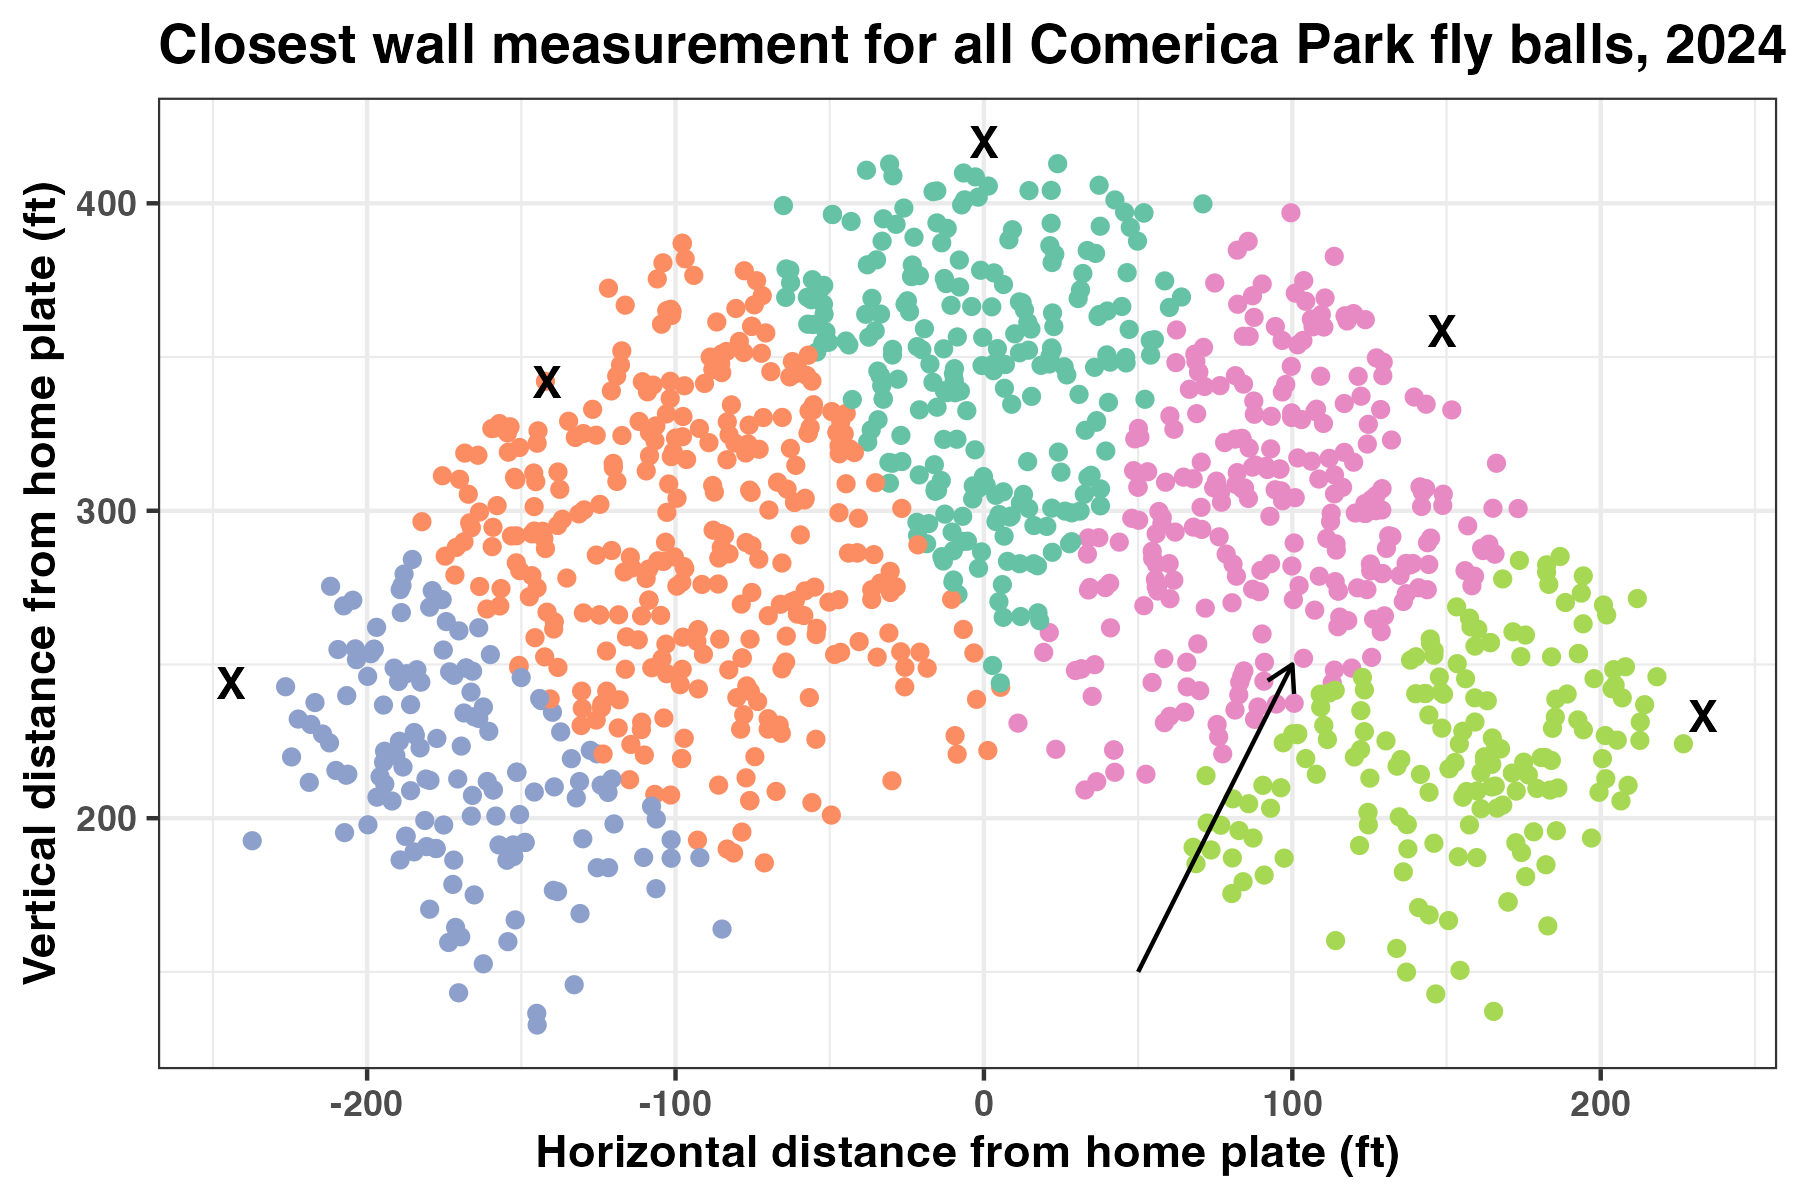 Closest wall measurement for all Comerica Park fly balls, 2024
Vertical distance from home plate (ft)
400
300
200
X
X
X
X
X
-200
-100
0
100
200
Horizontal distance from home plate (ft)